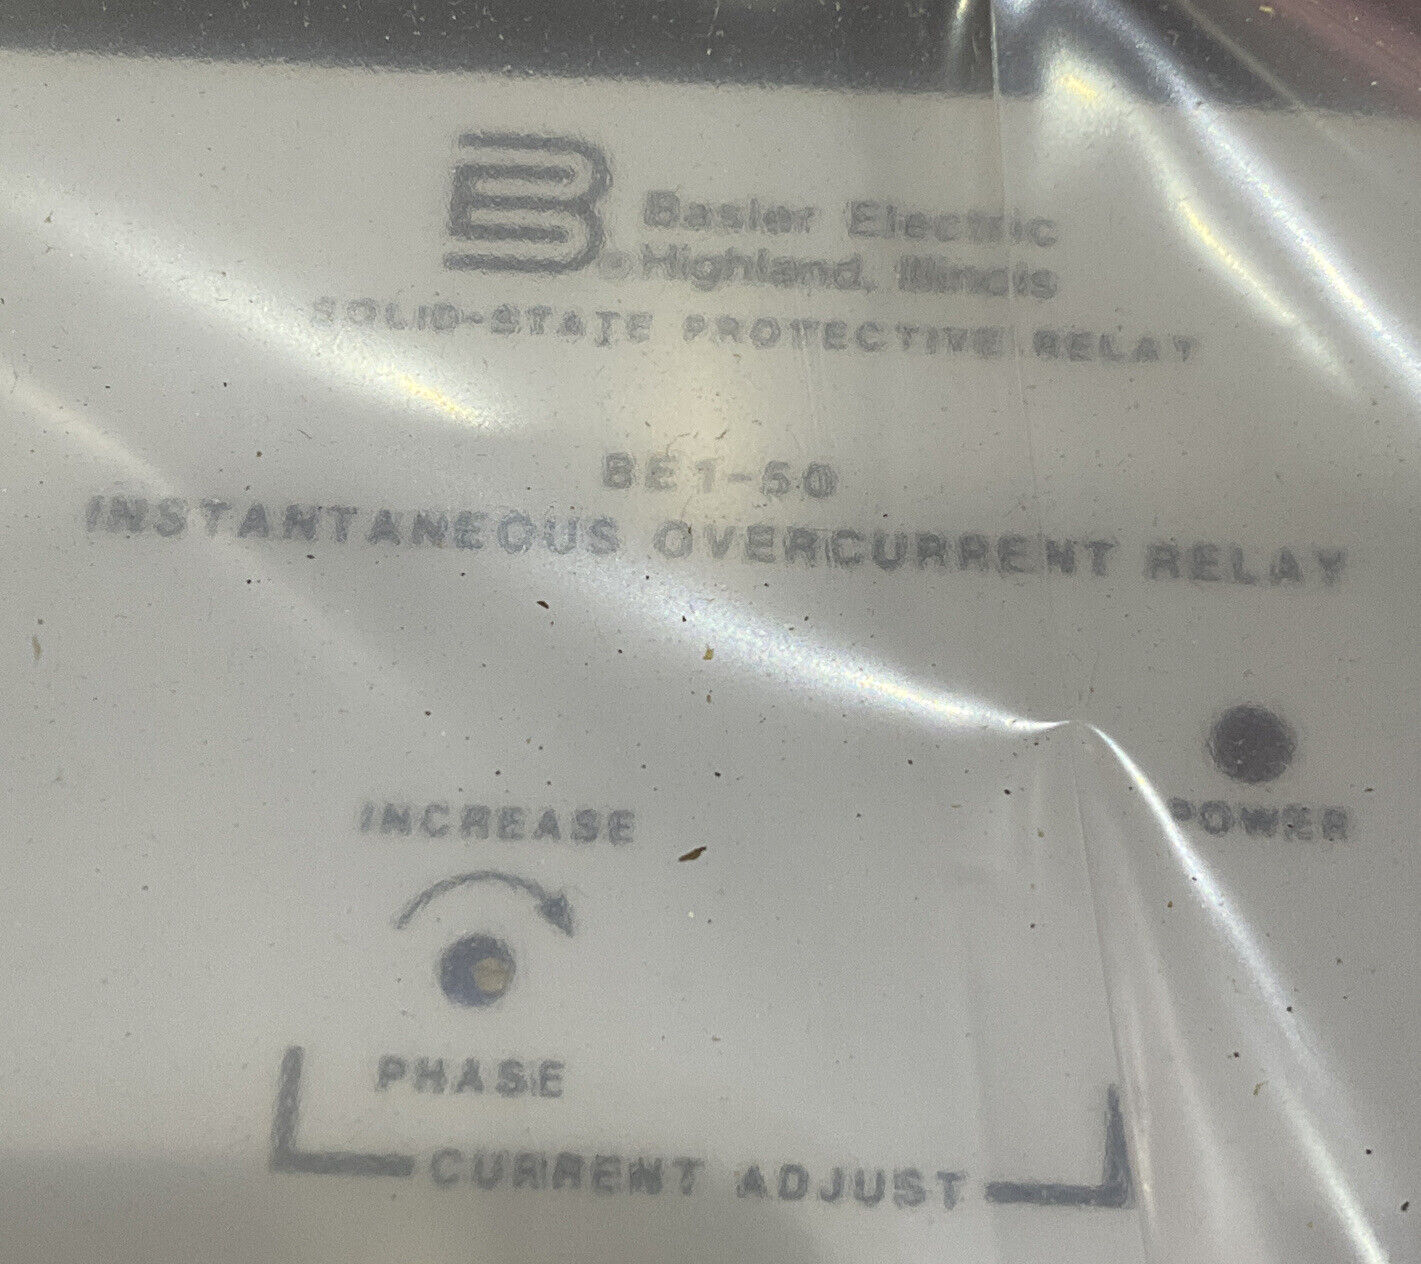 Basler Electric
® Highland, Illinois
SOLID-STATE PROTECTIVE RELAY
BE1-50
INSTANTANEOUS OVERCURRENT RELAY
POWER
INCREASE
PHASE
CURRENT ADJUST